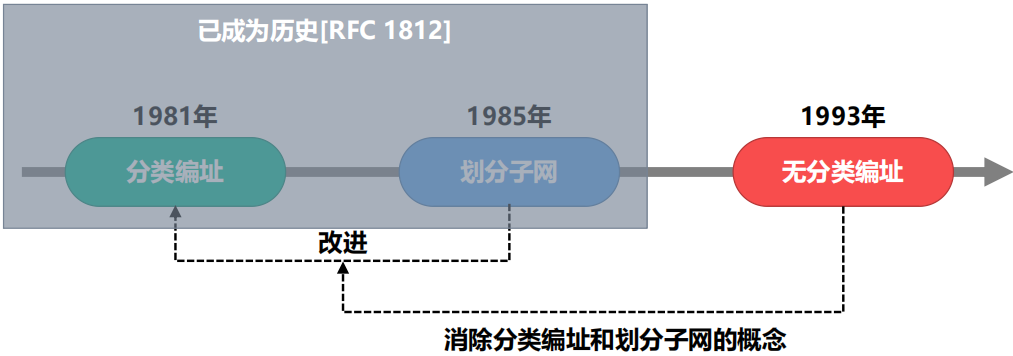 已成为历史[RFC 1812]
1981年
1985年
1993年
分类编址
划分子网
无分类编址
改进
消除分类编址和划分子网的概念